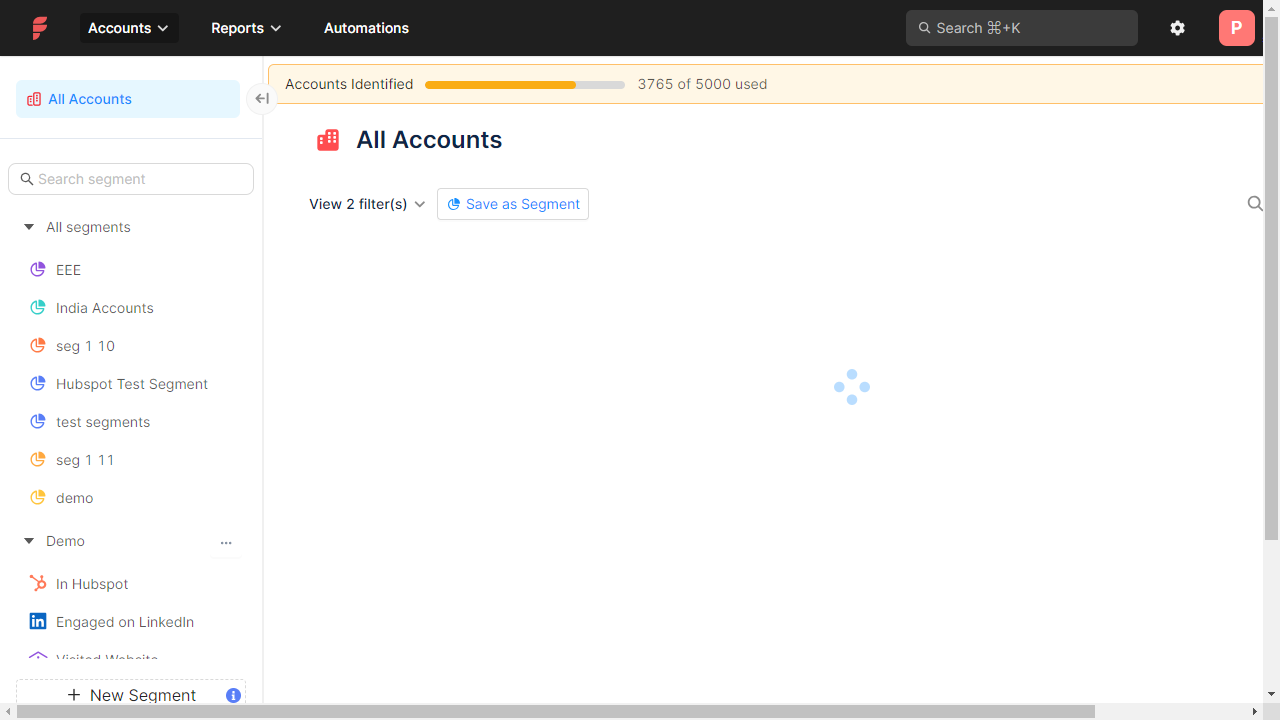 Accounts
Reports
Automations
Search ⌘+K
P
All Accounts
Accounts Identified
3765 of 5000 used
All Accounts
Search segment
View 2 filter(s)
Save as Segment
All segments
EEE
India Accounts
seg 1 10
Hubspot Test Segment
test segments
seg 1 11
demo
Demo
In Hubspot
Engaged on LinkedIn
Visited Website
New Segment